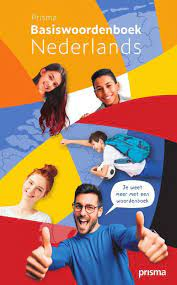 Prisma
Basiswoordenboek
Nederlands
Je weet
meer met een
woordenboek
prisma